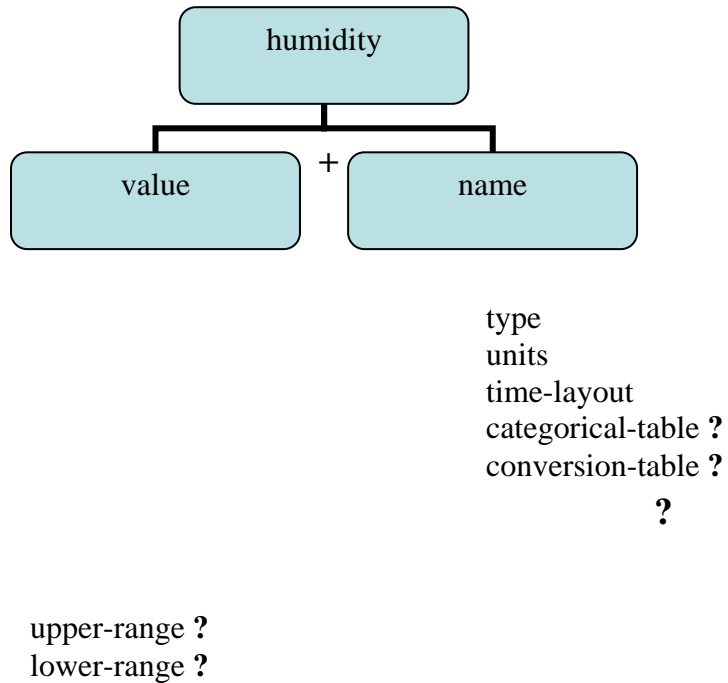 humidity
value + name
type
units
time-layout
categorical-table ?
conversion-table ?
?
upper-range ?
lower-range ?